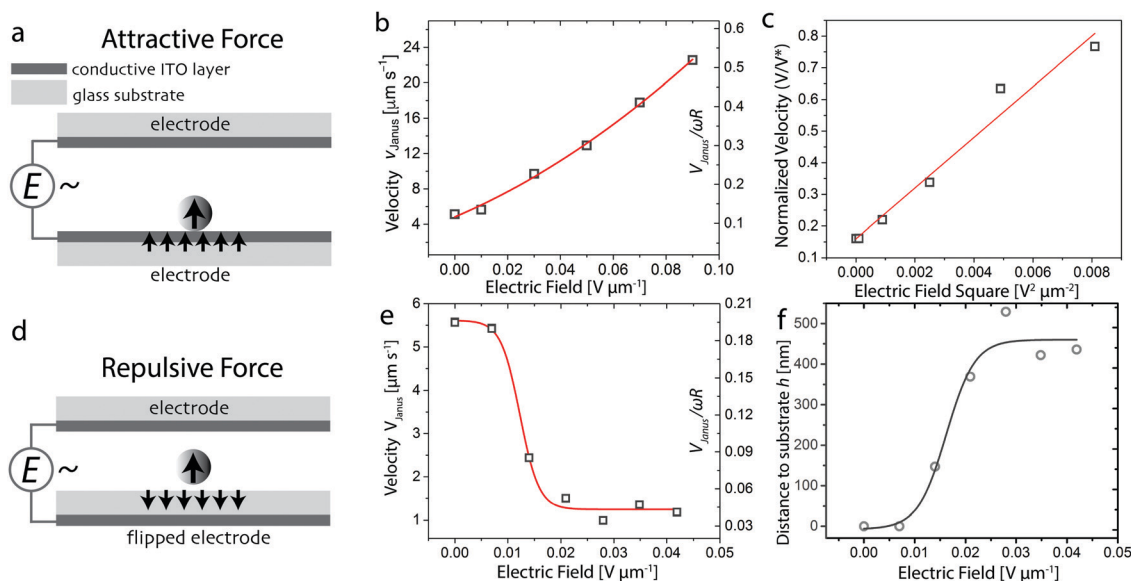 a
Attractive Force
conductive ITO layer
glass substrate
electrode
E ~
electrode
b
Velocity v_Janus [µm s⁻¹]
24
20
16
12
8
4
0.5
0.4
0.3
0.2
0.1
V_Janus/ωR
0.00 0.02 0.04 0.06 0.08 0.10
Electric Field [V µm⁻¹]
c
Normalized Velocity (V/V*)
0.8
0.7
0.6
0.5
0.4
0.3
0.2
0.1
0.000 0.002 0.004 0.006 0.008
Electric Field Square [V² µm⁻²]
d
Repulsive Force
electrode
E ~
flipped electrode
e
Velocity V_Janus [µm s⁻¹]
6
5
4
3
2
1
0.21
0.18
0.15
0.12
0.09
0.06
0.03
V_Janus/ωR
0.00 0.01 0.02 0.03 0.04 0.05
Electric Field [V µm⁻¹]
f
Distance to substrate h [nm]
500
400
300
200
100
0
0.00 0.01 0.02 0.03 0.04 0.05
Electric Field [V µm⁻¹]